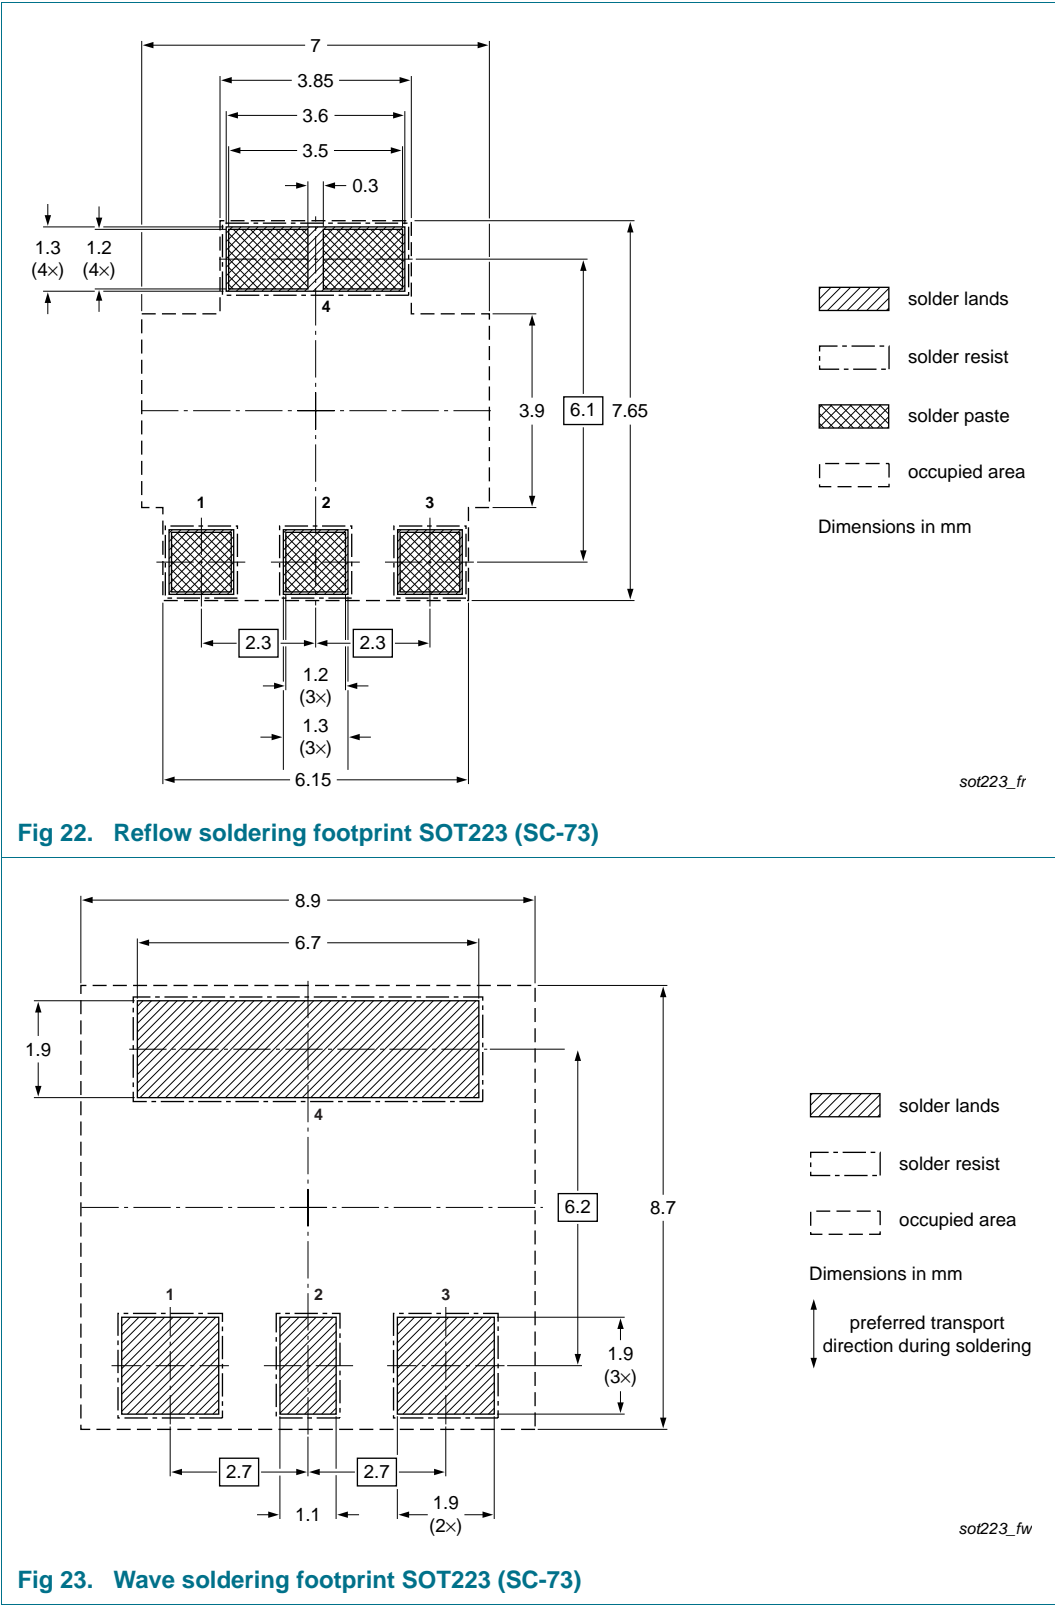 7
3.85
3.6
3.5
0.3
1.3
(4×)
1.2
(4×)
4
solder lands
solder resist
solder paste
occupied area
Dimensions in mm
3.9
6.1
7.65
1
2
3
2.3
2.3
1.2
(3×)
1.3
(3×)
6.15
sot223_fr
Fig 22. Reflow soldering footprint SOT223 (SC-73)
8.9
6.7
1.9
4
solder lands
solder resist
occupied area
Dimensions in mm
preferred transport
direction during soldering
6.2
8.7
1
2
3
1.9
(3×)
2.7
2.7
1.1
1.9
(2×)
sot223_fw
Fig 23. Wave soldering footprint SOT223 (SC-73)